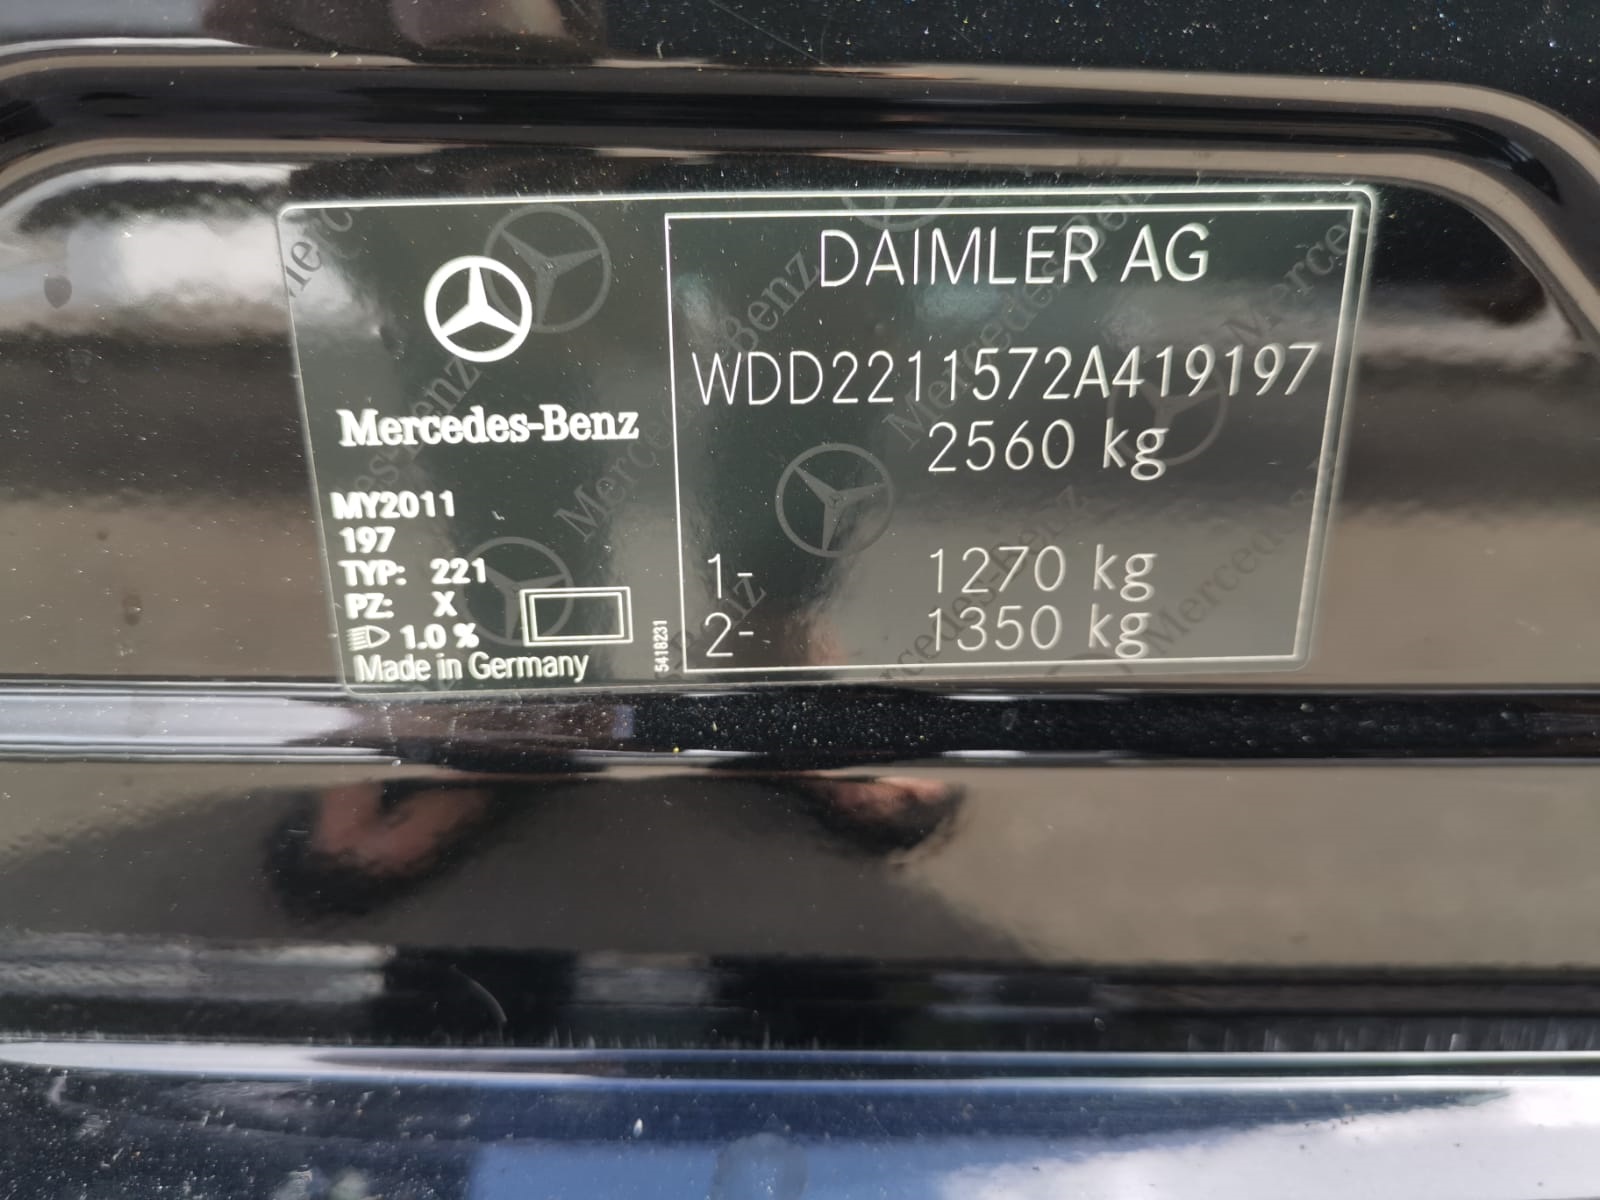 Mercedes-Benz
MY2011
197
TYP: 221
PZ: X
1.0 %
Made in Germany
5418231
DAIMLER AG
WDD2211572A419197
2560 kg
1- 1270 kg
2- 1350 kg